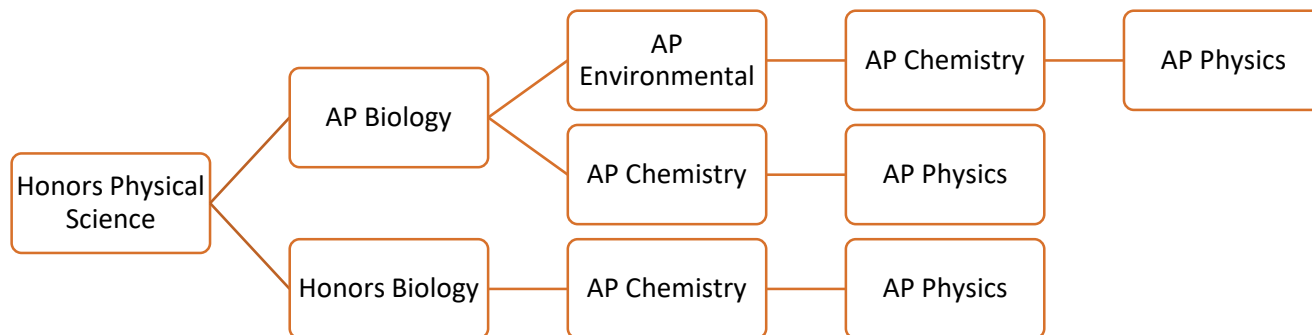 AP
Environmental
AP Chemistry
AP Physics
AP Biology
AP Chemistry
AP Physics
Honors Physical
Science
Honors Biology
AP Chemistry
AP Physics